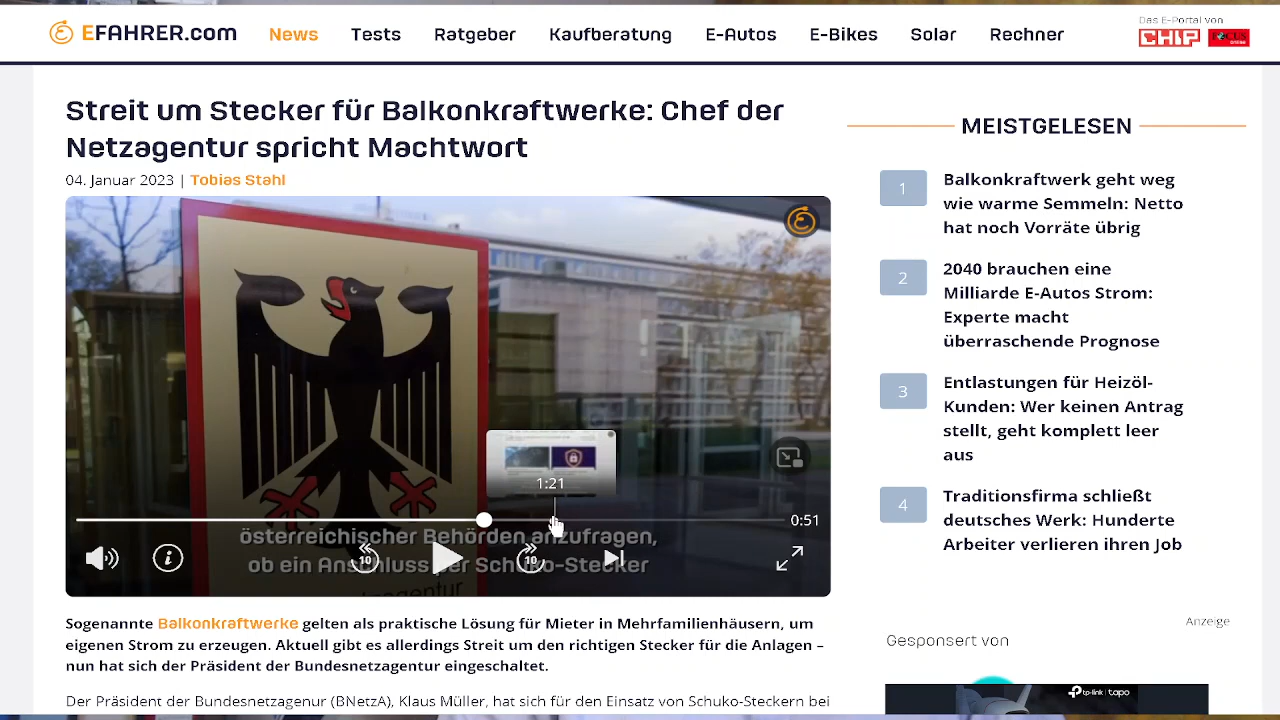 EFAHRER.com
News
Tests
Ratgeber
Kaufberatung
E-Autos
E-Bikes
Solar
Rechner
Das E-Portal von
CHIP
FOCUS
Streit um Stecker für Balkonkraftwerke: Chef der
Netzagentur spricht Machtwort
04. Januar 2023 | Tobias Stahl
1:21
0:51
österreichischer Behörden anzufragen,
ob ein Anschluss per Schuko-Stecker
10
10
Sogenannte Balkonkraftwerke gelten als praktische Lösung für Mieter in Mehrfamilienhäusern, um
eigenen Strom zu erzeugen. Aktuell gibt es allerdings Streit um den richtigen Stecker für die Anlagen –
nun hat sich der Präsident der Bundesnetzagentur eingeschaltet.
Der Präsident der Bundesnetzagenur (BNetzA), Klaus Müller, hat sich für den Einsatz von Schuko-Steckern bei
MEISTGELESEN
1
Balkonkraftwerk geht weg
wie warme Semmeln: Netto
hat noch Vorräte übrig
2
2040 brauchen eine
Milliarde E-Autos Strom:
Experte macht
überraschende Prognose
3
Entlastungen für Heizöl-
Kunden: Wer keinen Antrag
stellt, geht komplett leer
aus
4
Traditionsfirma schließt
deutsches Werk: Hunderte
Arbeiter verlieren ihren Job
Anzeige
Gesponsert von
tp-link | tapo